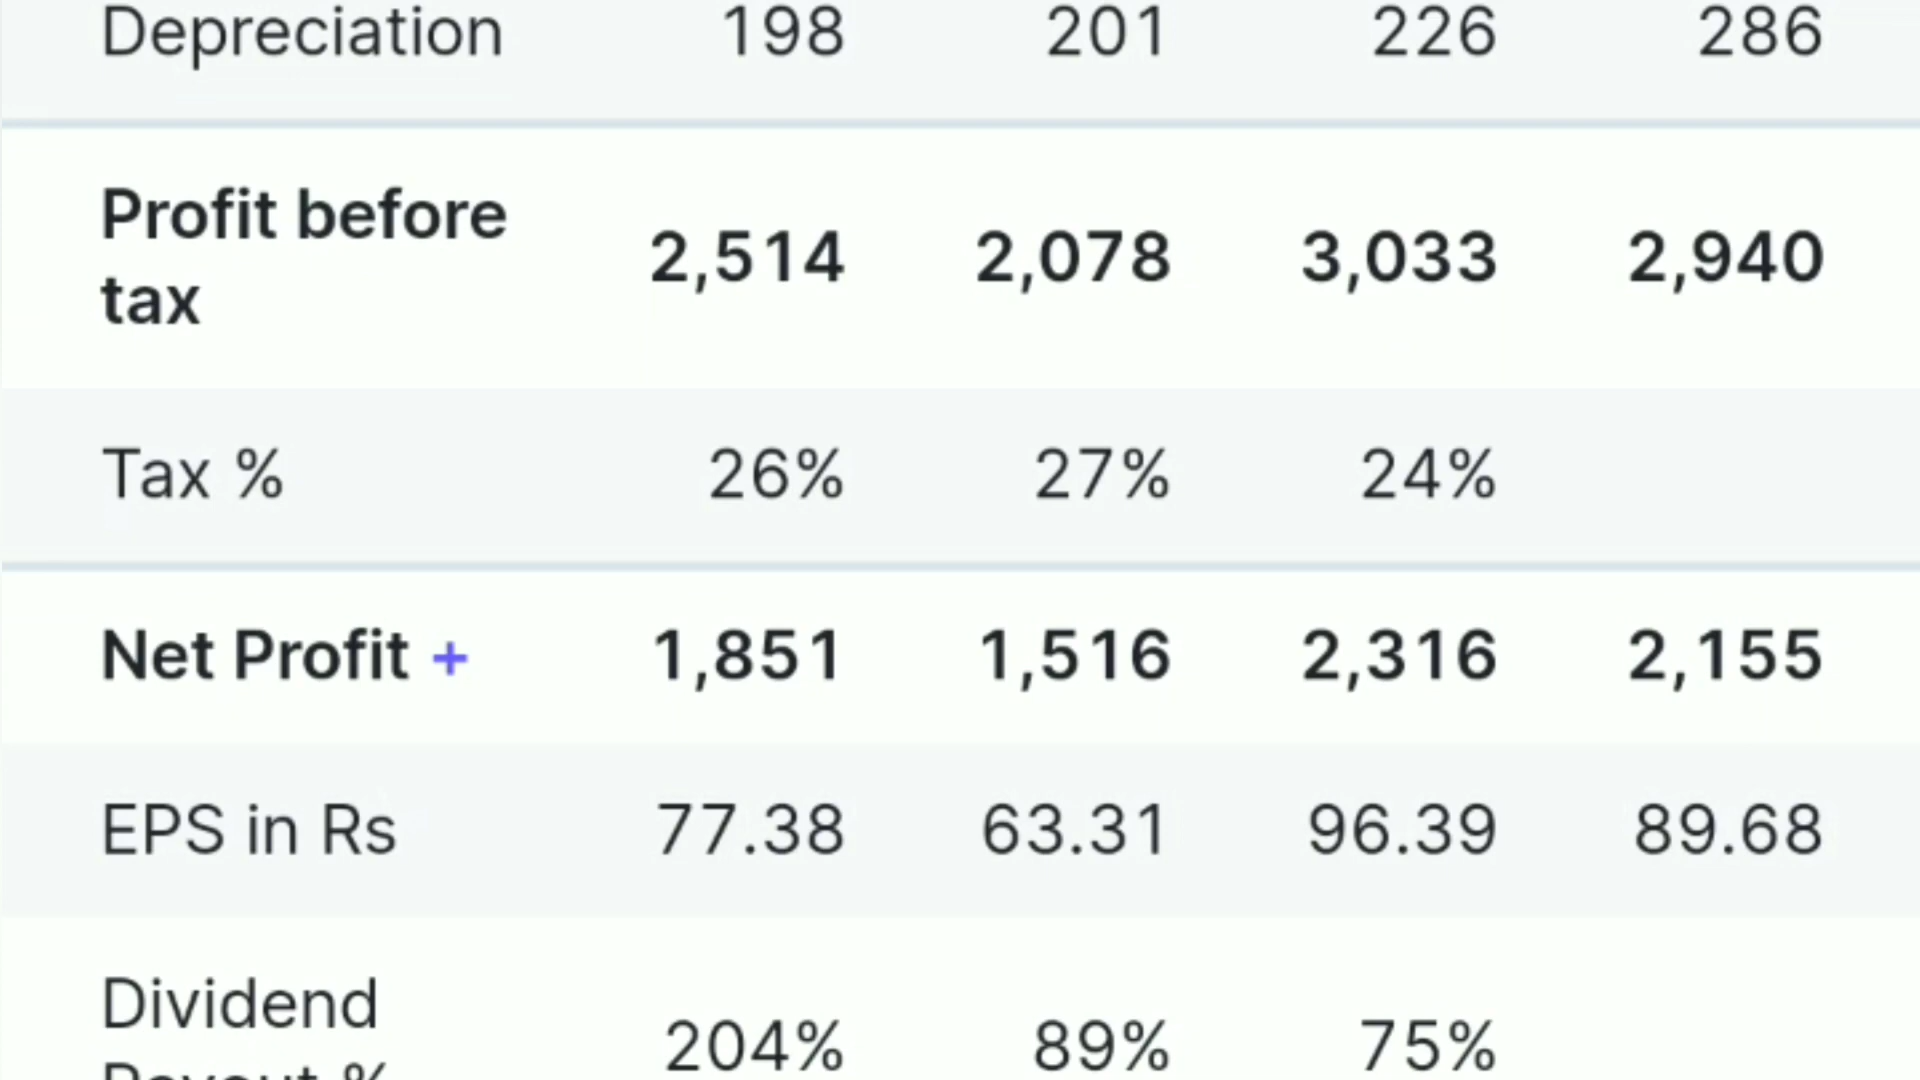 Depreciation 198 201 226 286
Profit before
tax 2,514 2,078 3,033 2,940
Tax % 26% 27% 24%
Net Profit + 1,851 1,516 2,316 2,155
EPS in Rs 77.38 63.31 96.39 89.68
Dividend
Payout % 204% 89% 75%